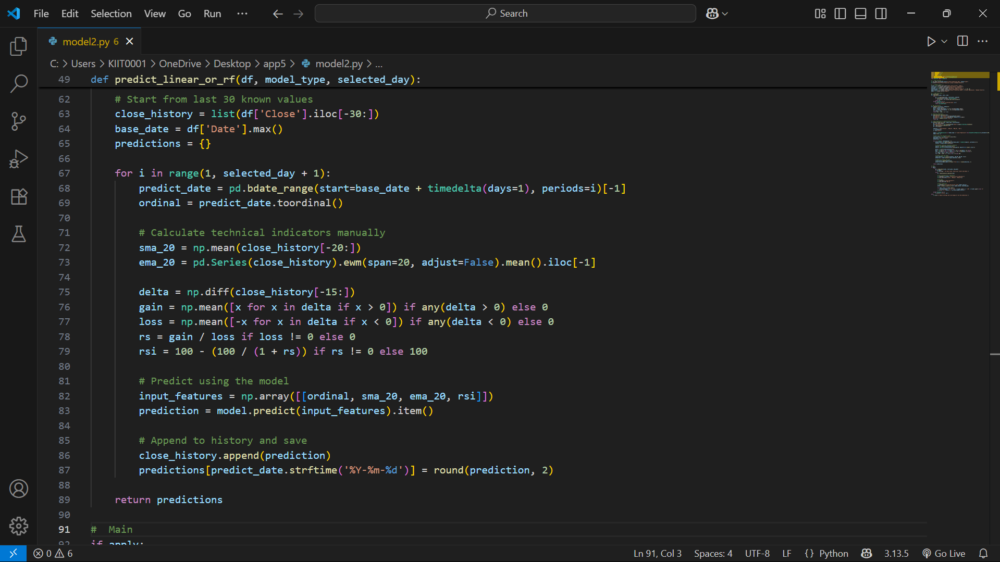 File Edit Selection View Go Run ··· Search
model2.py 6
C: > Users > KIIT0001 > OneDrive > Desktop > app5 > model2.py > ...
49 def predict_linear_or_rf(df, model_type, selected_day):
62 # Start from last 30 known values
63 close_history = list(df['Close'].iloc[-30:])
64 base_date = df['Date'].max()
65 predictions = {}
66
67 for i in range(1, selected_day + 1):
68 predict_date = pd.bdate_range(start=base_date + timedelta(days=1), periods=i)[-1]
69 ordinal = predict_date.toordinal()
70
71 # Calculate technical indicators manually
72 sma_20 = np.mean(close_history[-20:])
73 ema_20 = pd.Series(close_history).ewm(span=20, adjust=False).mean().iloc[-1]
74
75 delta = np.diff(close_history[-15:])
76 gain = np.mean([x for x in delta if x > 0]) if any(delta > 0) else 0
77 loss = np.mean([-x for x in delta if x < 0]) if any(delta < 0) else 0
78 rs = gain / loss if loss != 0 else 0
79 rsi = 100 - (100 / (1 + rs)) if rs != 0 else 100
80
81 # Predict using the model
82 input_features = np.array([[ordinal, sma_20, ema_20, rsi]])
83 prediction = model.predict(input_features).item()
84
85 # Append to history and save
86 close_history.append(prediction)
87 predictions[predict_date.strftime('%Y-%m-%d')] = round(prediction, 2)
88
89 return predictions
90
91 # Main
92 if apply:
0 6 Ln 91, Col 3 Spaces: 4 UTF-8 LF {} Python 3.13.5 Go Live